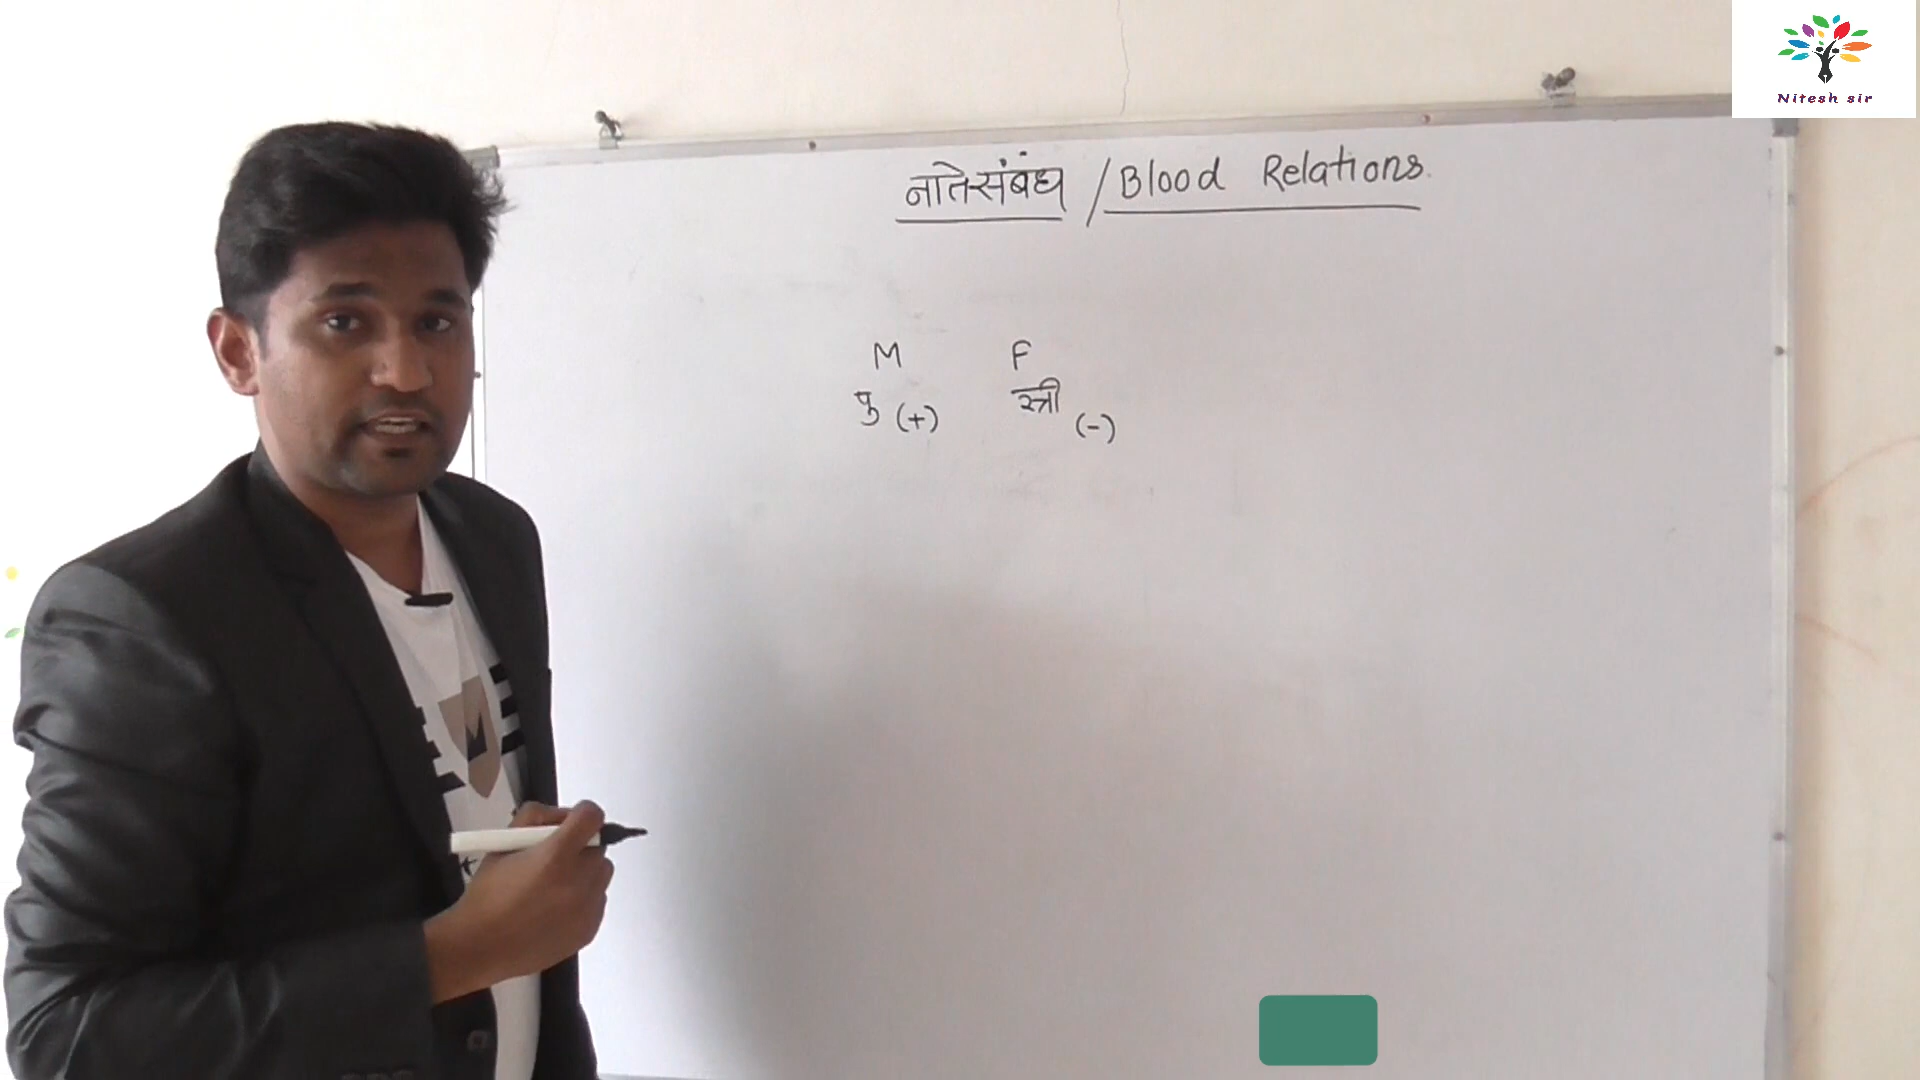 Nitesh sir
नातेसंबंध / Blood Relations.
M F
पु (+) स्त्री (-)